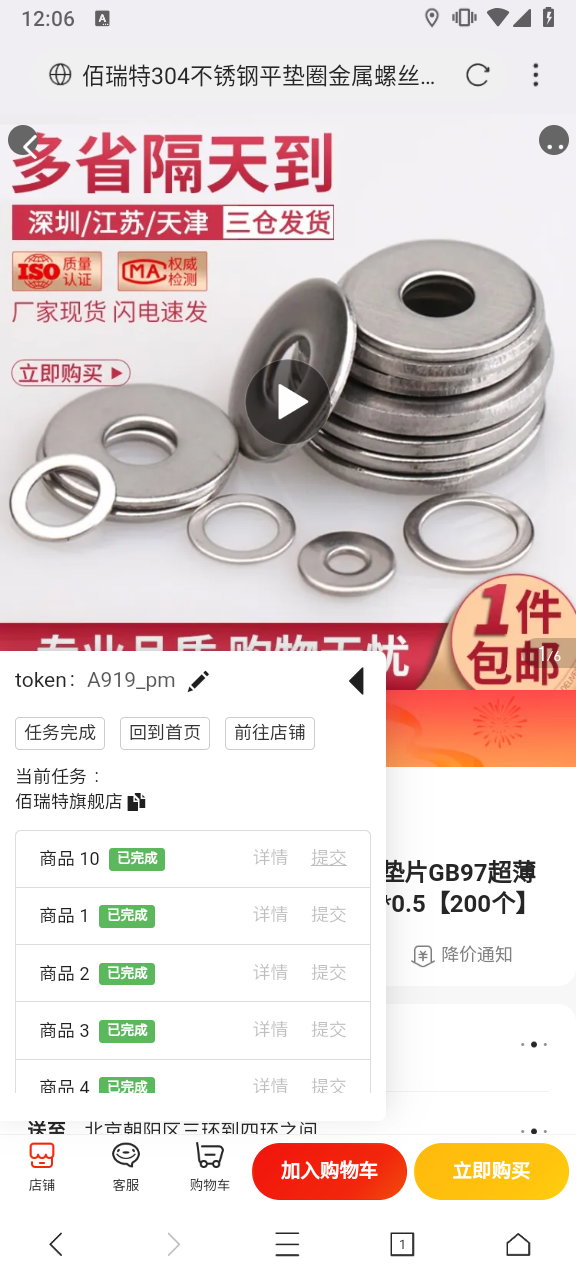 12:06
A
佰瑞特304不锈钢平垫圈金属螺丝...
多省隔天到
深圳/江苏/天津 三仓发货
ISO 质量认证 MA 权威检测
厂家现货 闪电速发
立即购买
1件
包邮
专业品质 购物无忧
1/6
token: A919_pm
任务完成 回到首页 前往店铺
当前任务：
佰瑞特旗舰店
商品 10 已完成 详情 提交
垫片GB97超薄
商品 1 已完成 详情 提交
*0.5【200个】
降价通知
商品 2 已完成 详情 提交
商品 3 已完成 详情 提交
商品 4 已完成 详情 提交
送至 北京朝阳区三环到四环之间
店铺 客服 购物车 加入购物车 立即购买
1